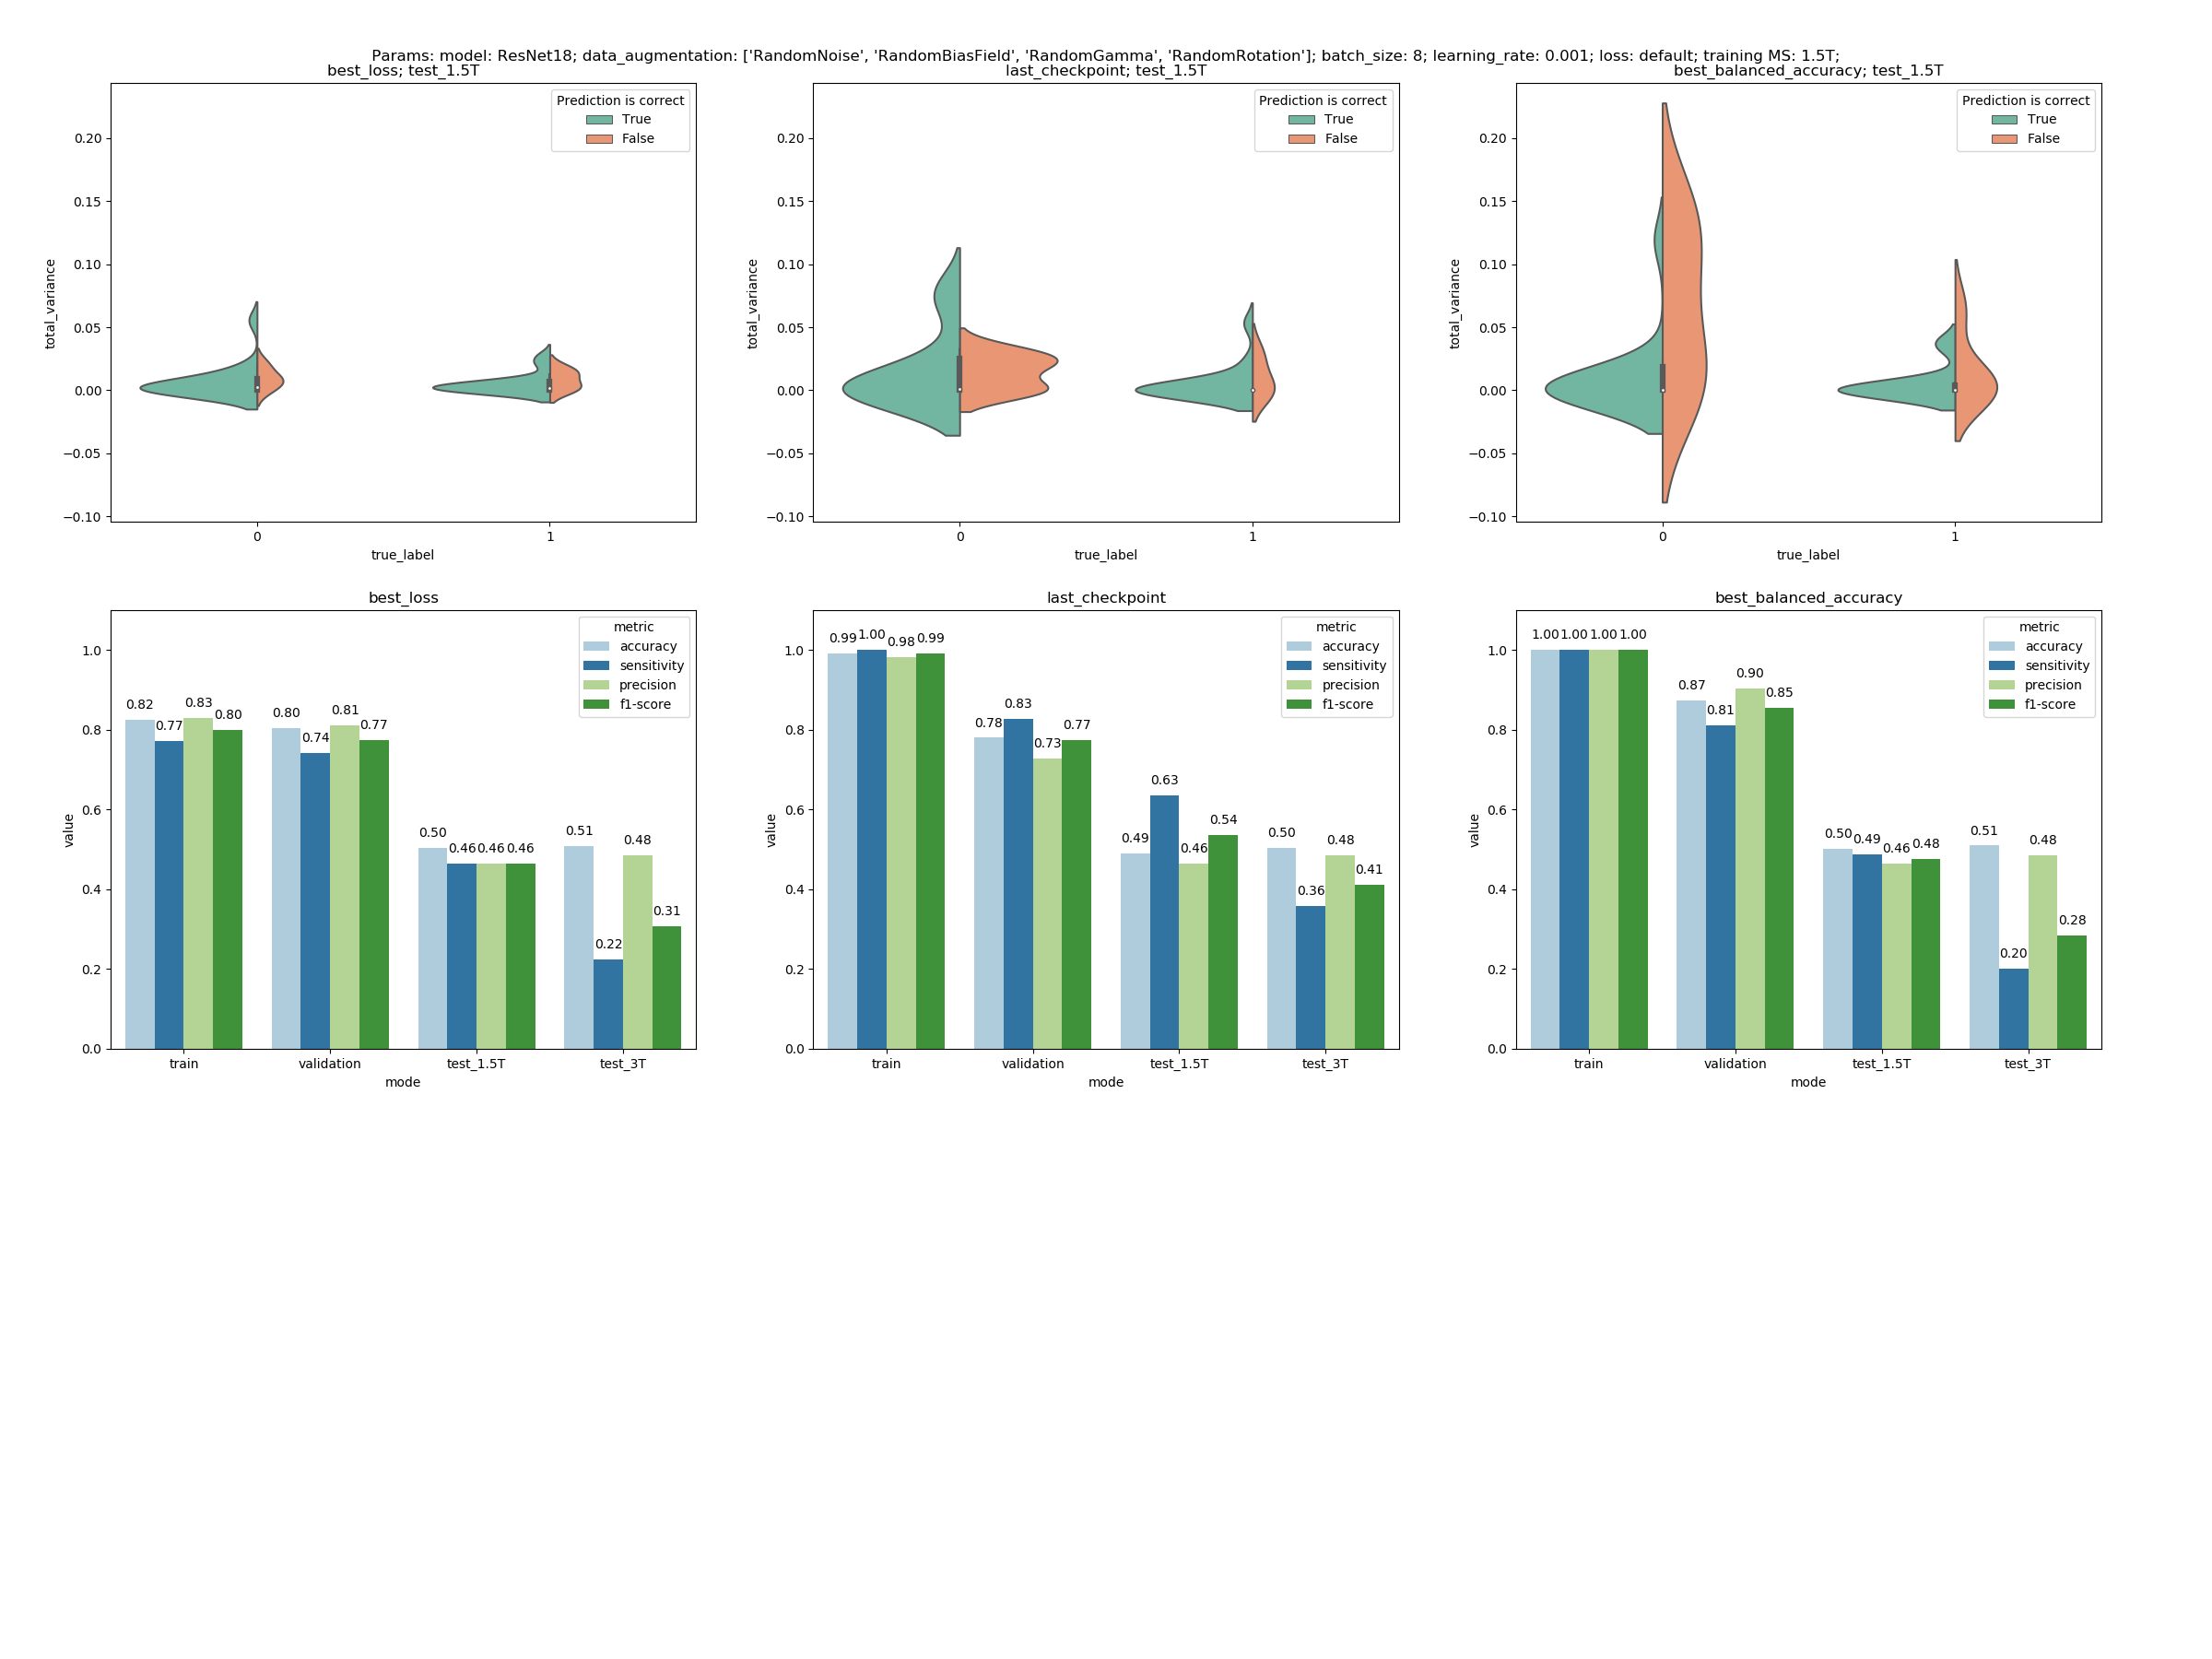 Params: model: ResNet18; data_augmentation: ['RandomNoise', 'RandomBiasField', 'RandomGamma', 'RandomRotation']; batch_size: 8; learning_rate: 0.001; loss: default; training MS: 1.5T;
best_loss; test_1.5T
Prediction is correct
True
False
0.20
0.15
0.10
0.05
0.00
−0.05
−0.10
total_variance
0 1
true_label
last_checkpoint; test_1.5T
Prediction is correct
True
False
0.20
0.15
0.10
0.05
0.00
−0.05
−0.10
total_variance
0 1
true_label
best_balanced_accuracy; test_1.5T
Prediction is correct
True
False
0.20
0.15
0.10
0.05
0.00
−0.05
−0.10
total_variance
0 1
true_label
best_loss
metric
accuracy
sensitivity
precision
f1-score
1.0
0.8
0.6
0.4
0.2
0.0
value
0.82 0.77 0.83 0.80
0.80 0.74 0.81 0.77
0.50 0.46 0.46 0.46
0.51 0.22 0.48 0.31
train validation test_1.5T test_3T
mode
last_checkpoint
metric
accuracy
sensitivity
precision
f1-score
1.0
0.8
0.6
0.4
0.2
0.0
value
0.99 1.00 0.98 0.99
0.78 0.83 0.73 0.77
0.49 0.63 0.46 0.54
0.50 0.36 0.48 0.41
train validation test_1.5T test_3T
mode
best_balanced_accuracy
metric
accuracy
sensitivity
precision
f1-score
1.0
0.8
0.6
0.4
0.2
0.0
value
1.00 1.00 1.00 1.00
0.87 0.81 0.90 0.85
0.50 0.49 0.46 0.48
0.51 0.20 0.48 0.28
train validation test_1.5T test_3T
mode